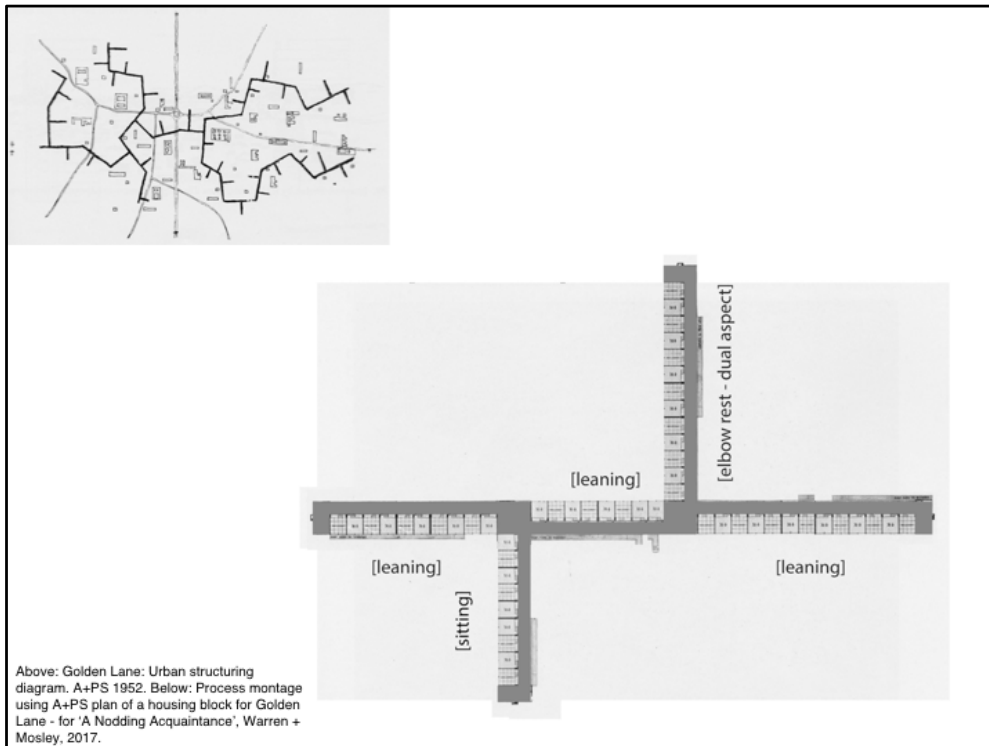 [elbow rest - dual aspect]
[leaning]
[leaning]
[leaning]
[sitting]
Above: Golden Lane: Urban structuring
diagram. A+PS 1952. Below: Process montage
using A+PS plan of a housing block for Golden
Lane - for ‘A Nodding Acquaintance’, Warren +
Mosley, 2017.